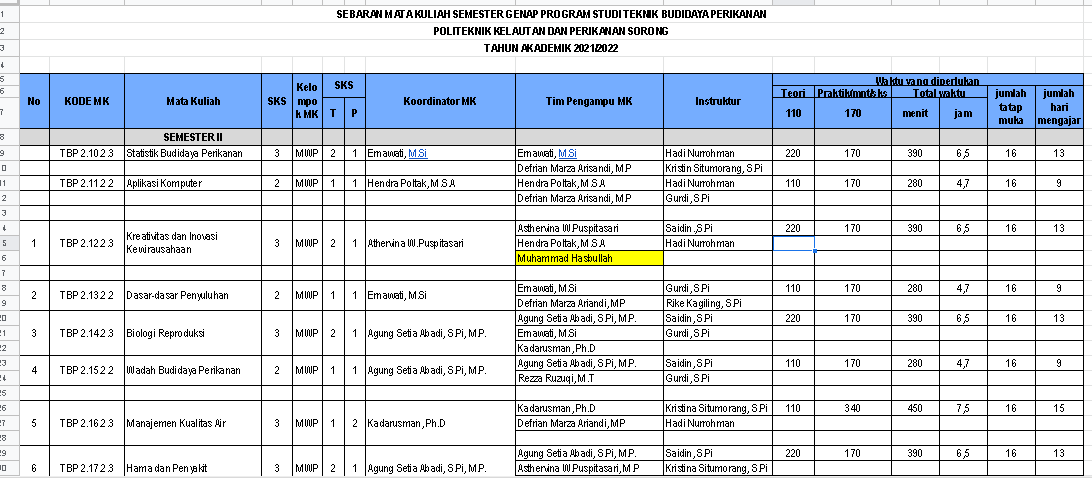 SEBARAN MATA KULIAH SEMESTER GENAP PROGRAM STUDI TEKNIK BUDIDAYA PERIKANAN
POLITEKNIK KELAUTAN DAN PERIKANAN SORONG
TAHUN AKADEMIK 2021/2022
No KODE MK Mata Kuliah SKS Kelompok MK SKS T P Koordinator MK Tim Pengampu MK Instruktur Waktu yang diperlukan
Teori Praktik/mnt/sks Total waktu jumlah tatap muka jumlah hari mengajar
110 170 menit jam
SEMESTER II
TBP 2.10.2.3 Statistik Budidaya Perikanan 3 MWP 2 1 Ernawati, M.Si Ernawati, M.Si Hadi Nurrohman 220 170 390 6,5 16 13
Defrian Marza Arisandi, M.P Kristin Situmorang, S.Pi
TBP 2.11.2.2 Aplikasi Komputer 2 MWP 1 1 Hendra Poltak, M.S.A Hendra Poltak, M.S.A Hadi Nurrohman 110 170 280 4,7 16 9
Defrian Marza Arisandi, M.P Gurdi, S.Pi
1 TBP 2.12.2.3 Kreativitas dan Inovasi Kewirausahaan 3 MWP 2 1 Athervina W.Puspitasari Asthervina W.Puspitasari Saidin ,S.Pi 220 170 390 6,5 16 13
Hendra Poltak, M.S.A Hadi Nurrohman
Muhammad Hasbullah
2 TBP 2.13.2.2 Dasar-dasar Penyuluhan 2 MWP 1 1 Ernawati, M.Si Ernawati, M.Si Gurdi, S.Pi 110 170 280 4,7 16 9
Defrian Marza Ariandi, MP Rike Kagiling, S.Pi
3 TBP 2.14.2.3 Biologi Reproduksi 3 MWP 2 1 Agung Setia Abadi, S.Pi, M.P. Agung Setia Abadi, S.Pi, M.P. Saidin, S.Pi 220 170 390 6,5 16 13
Ernawati, M.Si Gurdi, S.Pi
Kadarusman, Ph.D
4 TBP 2.15.2.2 Wadah Budidaya Perikanan 2 MWP 1 1 Agung Setia Abadi, S.Pi, M.P. Agung Setia Abadi, S.Pi, M.P. Saidin, S.Pi 110 170 280 4,7 16 9
Rezza Ruzuqi, M.T Gurdi, S.Pi
5 TBP 2.16.2.3 Manajemen Kualitas Air 3 MWP 1 2 Kadarusman, Ph.D Kadarusman, Ph.D Kristina Situmorang, S.Pi 110 340 450 7,5 16 15
Defrian Marza Ariandi, MP Hadi Nurrohman
6 TBP 2.17.2.3 Hama dan Penyakit 3 MWP 2 1 Agung Setia Abadi, S.Pi, M.P. Agung Setia Abadi, S.Pi, M.P. Saidin, S.Pi 220 170 390 6,5 16 13
Asthervina W.Puspitasari, M.P Kristina Situmorang, S.Pi